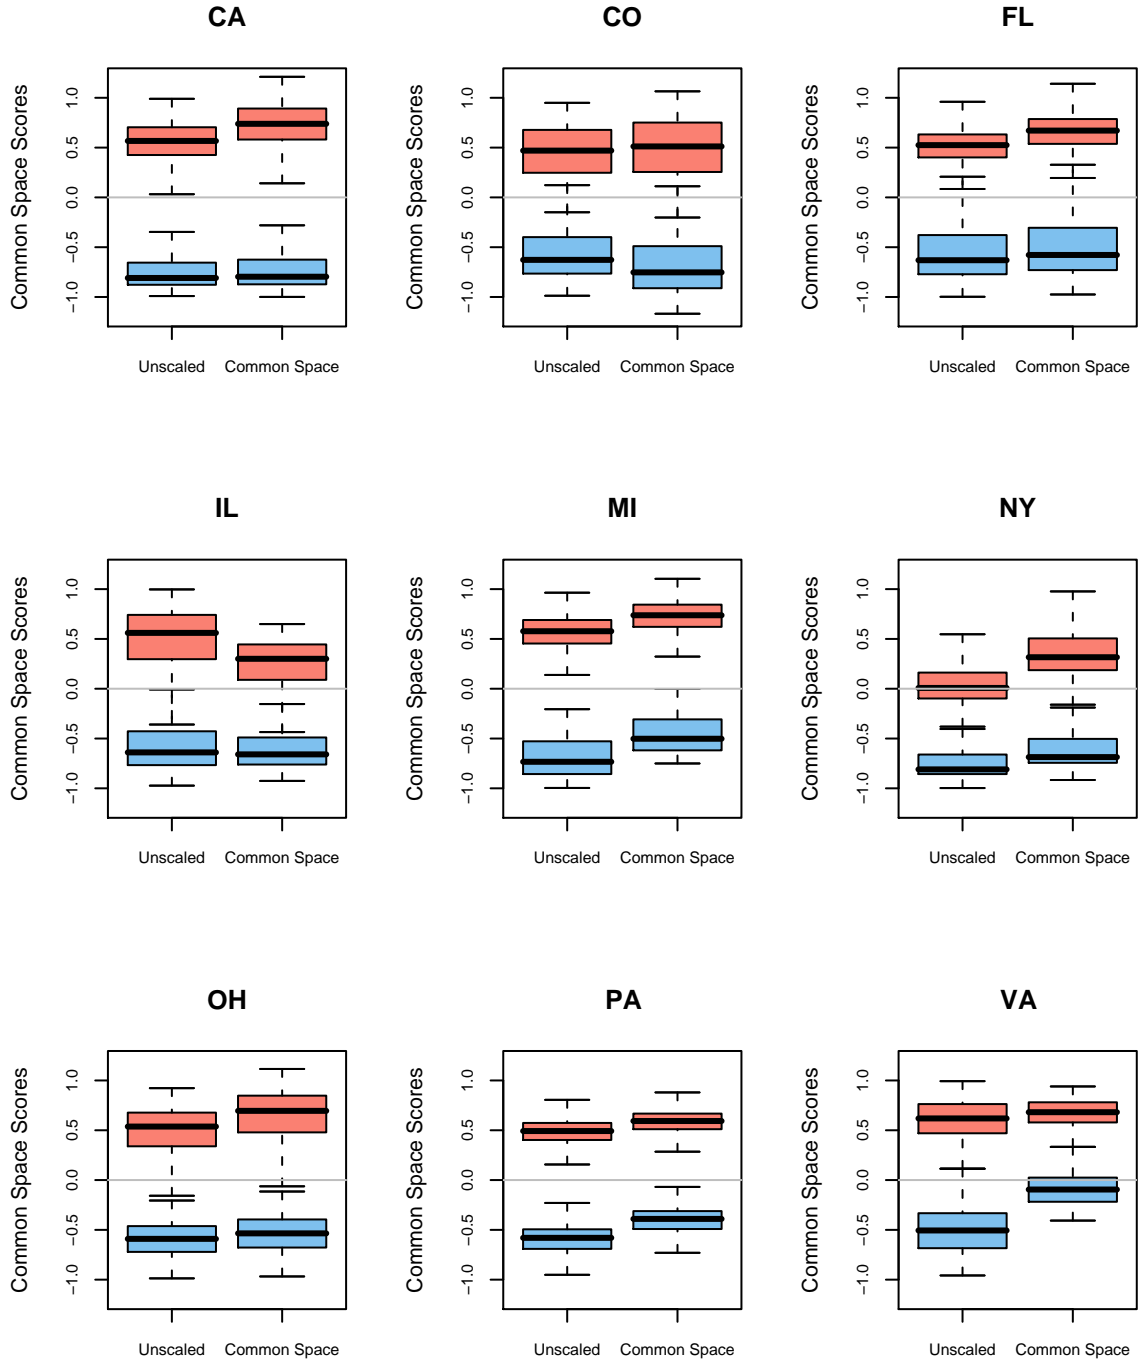 CA CO FL
Common Space Scores Common Space Scores Common Space Scores
1.0 1.0 1.0
0.5 0.5 0.5
0.0 0.0 0.0
−0.5 −0.5 −0.5
−1.0 −1.0 −1.0
Unscaled Common Space Unscaled Common Space Unscaled Common Space
IL MI NY
Common Space Scores Common Space Scores Common Space Scores
1.0 1.0 1.0
0.5 0.5 0.5
0.0 0.0 0.0
−0.5 −0.5 −0.5
−1.0 −1.0 −1.0
Unscaled Common Space Unscaled Common Space Unscaled Common Space
OH PA VA
Common Space Scores Common Space Scores Common Space Scores
1.0 1.0 1.0
0.5 0.5 0.5
0.0 0.0 0.0
−0.5 −0.5 −0.5
−1.0 −1.0 −1.0
Unscaled Common Space Unscaled Common Space Unscaled Common Space